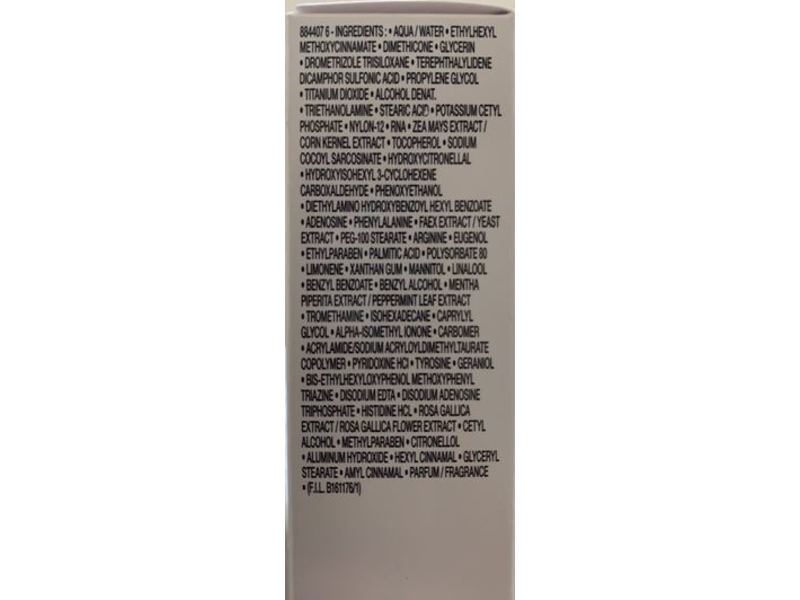 884407 6 - INGREDIENTS : • AQUA / WATER • ETHYLHEXYL
METHOXYCINNAMATE • DIMETHICONE • GLYCERIN
• DROMETRIZOLE TRISILOXANE • TEREPHTHALYLIDENE
DICAMPHOR SULFONIC ACID • PROPYLENE GLYCOL
• TITANIUM DIOXIDE • ALCOHOL DENAT.
• TRIETHANOLAMINE • STEARIC ACID • POTASSIUM CETYL
PHOSPHATE • NYLON-12 • RNA • ZEA MAYS EXTRACT /
CORN KERNEL EXTRACT • TOCOPHEROL • SODIUM
COCOYL SARCOSINATE • HYDROXYCITRONELLAL
• HYDROXYISOHEXYL 3-CYCLOHEXENE
CARBOXALDEHYDE • PHENOXYETHANOL
• DIETHYLAMINO HYDROXYBENZOYL HEXYL BENZOATE
• ADENOSINE • PHENYLALANINE • FAEX EXTRACT / YEAST
EXTRACT • PEG-100 STEARATE • ARGININE • EUGENOL
• ETHYLPARABEN • PALMITIC ACID • POLYSORBATE 80
• LIMONENE • XANTHAN GUM • MANNITOL • LINALOOL
• BENZYL BENZOATE • BENZYL ALCOHOL • MENTHA
PIPERITA EXTRACT / PEPPERMINT LEAF EXTRACT
• TROMETHAMINE • ISOHEXADECANE • CAPRYLYL
GLYCOL • ALPHA-ISOMETHYL IONONE • CARBOMER
• ACRYLAMIDE/SODIUM ACRYLOYLDIMETHYLTAURATE
COPOLYMER • PYRIDOXINE HCl • TYROSINE • GERANIOL
• BIS-ETHYLHEXYLOXYPHENOL METHOXYPHENYL
TRIAZINE • DISODIUM EDTA • DISODIUM ADENOSINE
TRIPHOSPHATE • HISTIDINE HCL • ROSA GALLICA
EXTRACT / ROSA GALLICA FLOWER EXTRACT • CETYL
ALCOHOL • METHYLPARABEN • CITRONELLOL
• ALUMINUM HYDROXIDE • HEXYL CINNAMAL • GLYCERYL
STEARATE • AMYL CINNAMAL • PARFUM / FRAGRANCE
• (F.I.L. B161176/1)